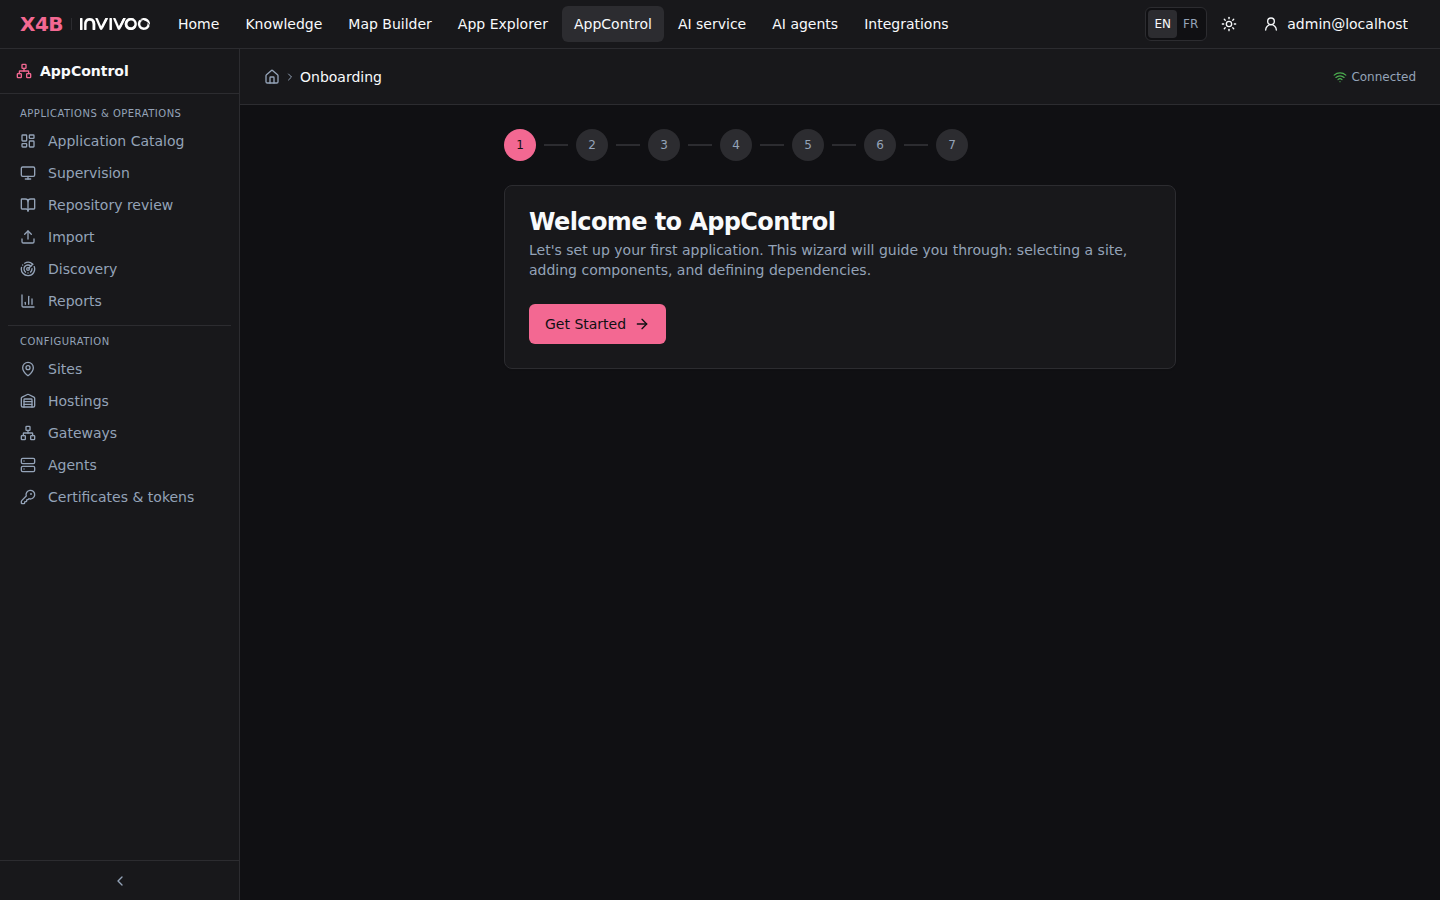 X4B INVIVOO Home Knowledge Map Builder App Explorer AppControl AI service AI agents Integrations EN FR admin@localhost
AppControl
Onboarding
Connected
APPLICATIONS & OPERATIONS
Application Catalog
Supervision
Repository review
Import
Discovery
Reports
CONFIGURATION
Sites
Hostings
Gateways
Agents
Certificates & tokens
1 2 3 4 5 6 7
Welcome to AppControl
Let's set up your first application. This wizard will guide you through: selecting a site,
adding components, and defining dependencies.
Get Started